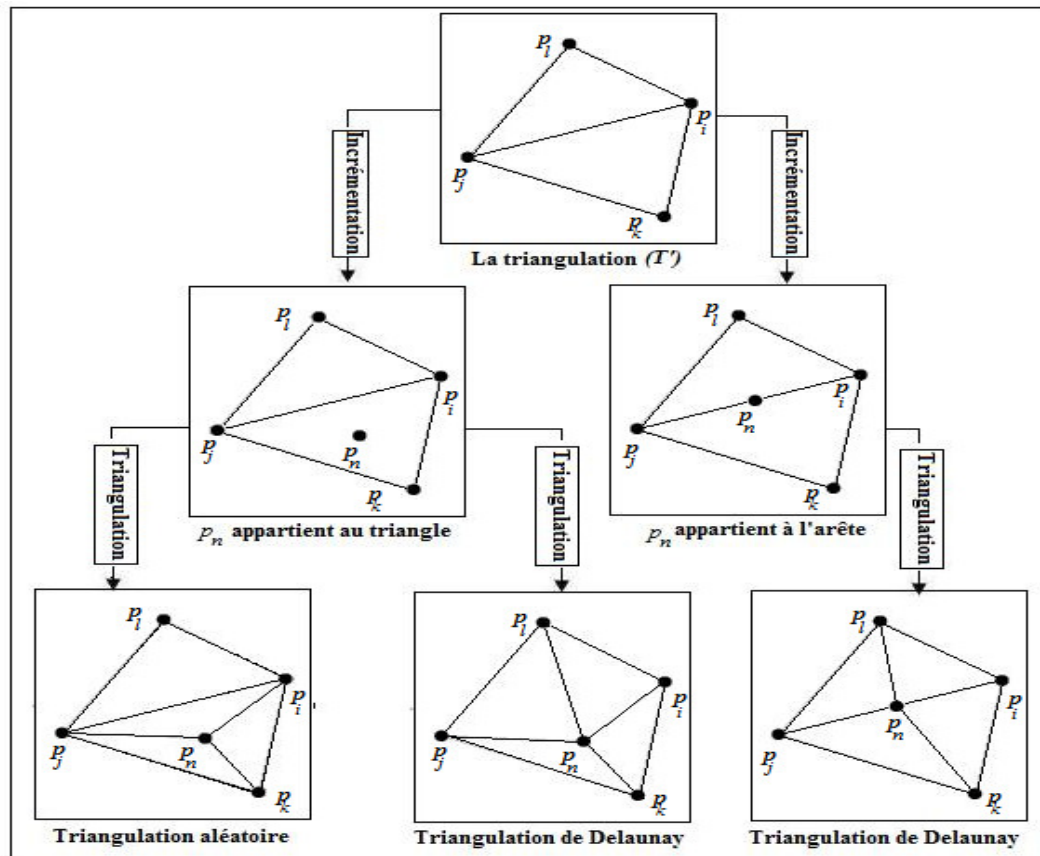 p_l
p_i
p_j
p_k
La triangulation (T')
Incrémentation
Incrémentation
p_l
p_i
p_j
p_n
p_k
p_n appartient au triangle
p_l
p_i
p_n
p_j
p_k
p_n appartient à l'arête
Triangulation
Triangulation
Triangulation
p_l
p_i
p_j
p_n
p_k
Triangulation aléatoire
p_l
p_i
p_j
p_n
p_k
Triangulation de Delaunay
p_l
p_i
p_n
p_j
p_k
Triangulation de Delaunay